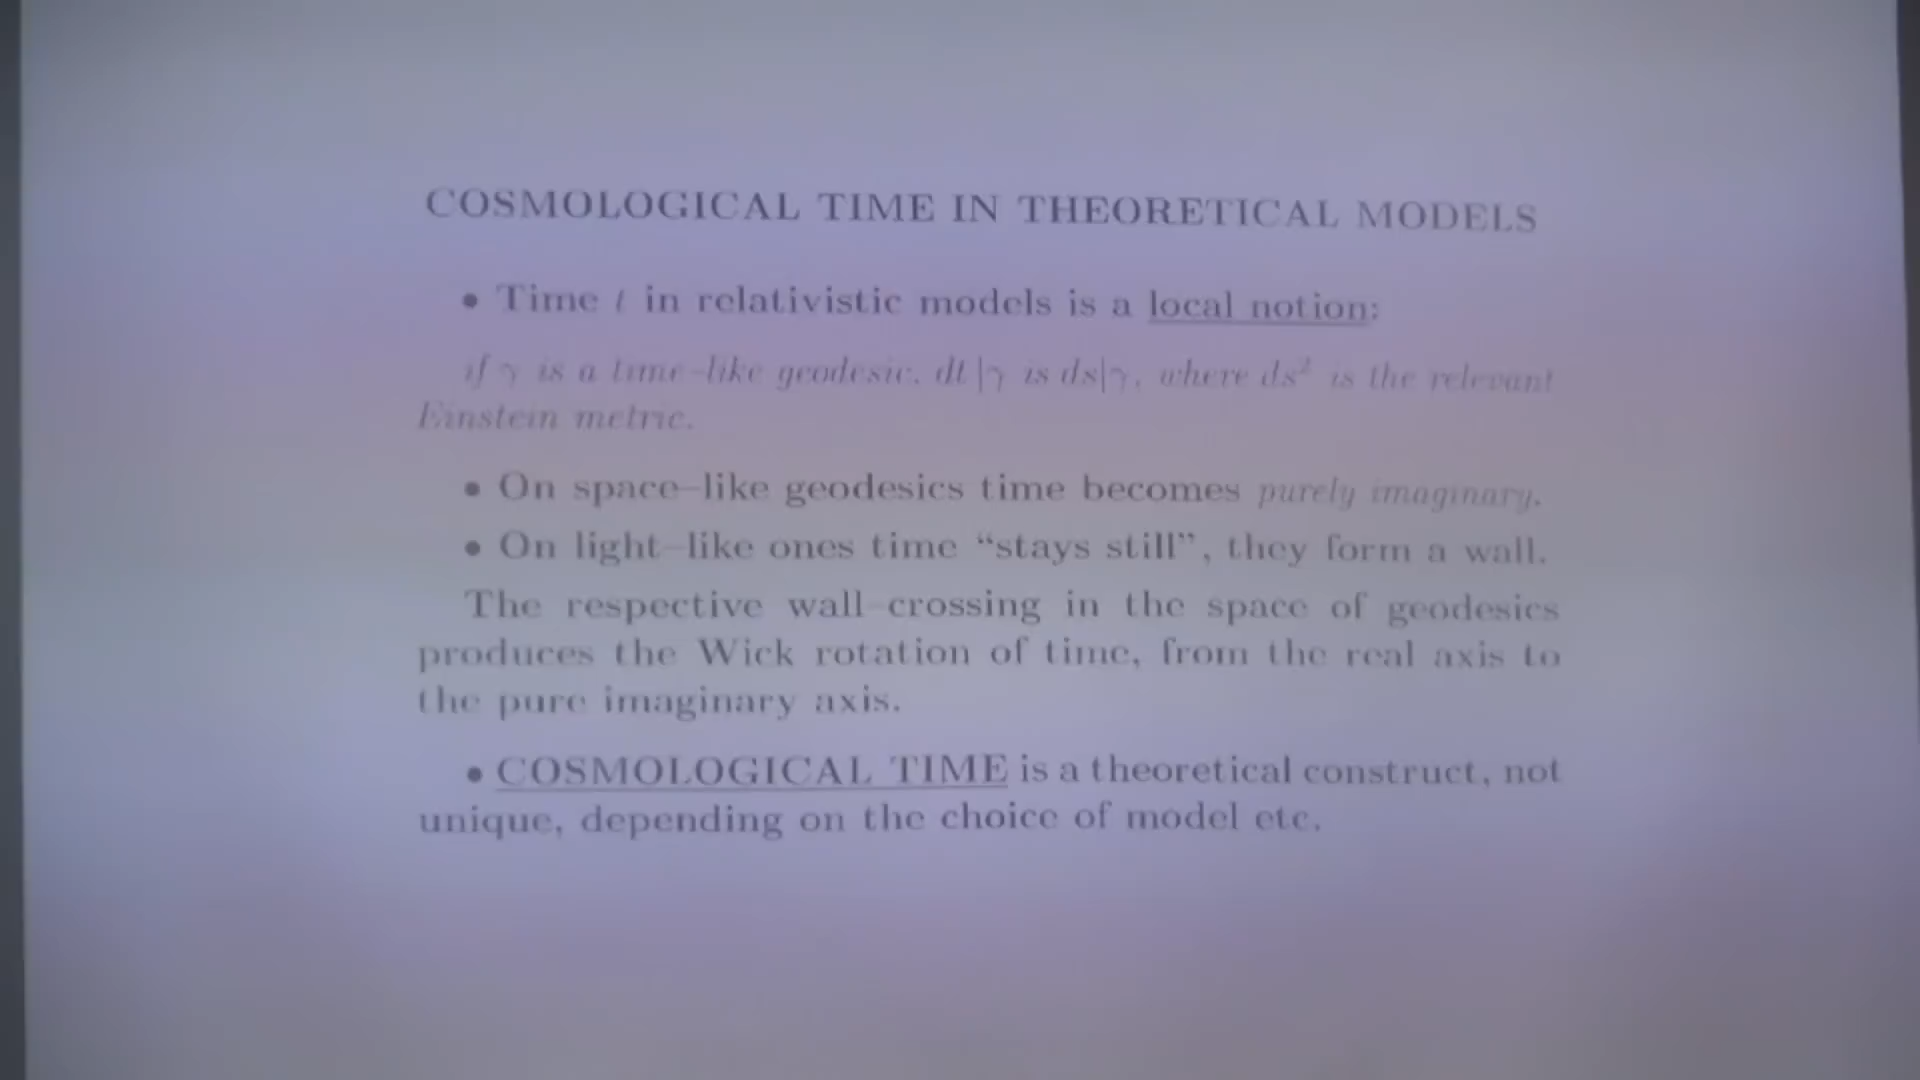 COSMOLOGICAL TIME IN THEORETICAL MODELS
• Time t in relativistic models is a local notion:
if γ is a time–like geodesic, dt|γ is ds|γ, where ds² is the relevant
Einstein metric.
• On space–like geodesics time becomes purely imaginary.
• On light–like ones time “stays still”, they form a wall.
The respective wall–crossing in the space of geodesics
produces the Wick rotation of time, from the real axis to
the pure imaginary axis.
• COSMOLOGICAL TIME is a theoretical construct, not
unique, depending on the choice of model etc.